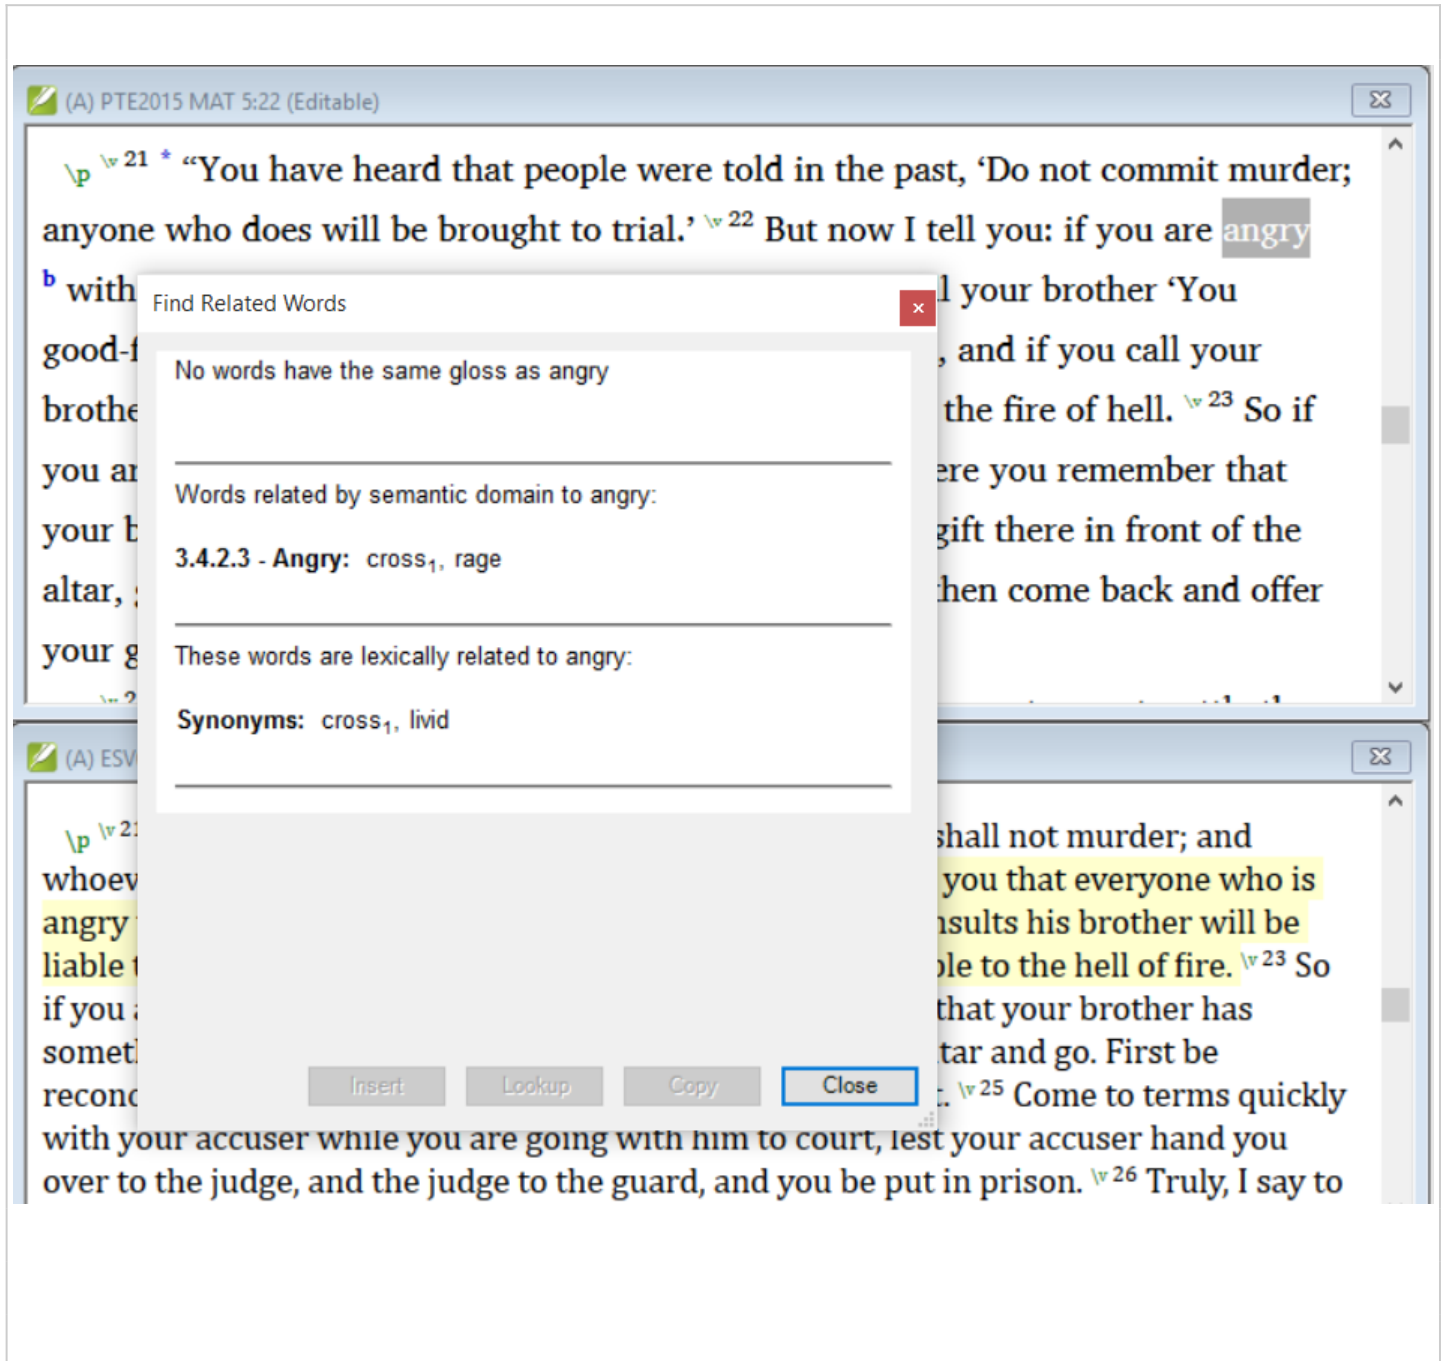 (A) PTE2015 MAT 5:22 (Editable)
\p \v 21 * “You have heard that people were told in the past, ‘Do not commit murder;
anyone who does will be brought to trial.’ \v 22 But now I tell you: if you are angry
b with
l your brother ‘You
good-f
, and if you call your
brothe
the fire of hell. \v 23 So if
you ar
ere you remember that
your b
gift there in front of the
altar,
then come back and offer
your g
Find Related Words
No words have the same gloss as angry
Words related by semantic domain to angry:
3.4.2.3 - Angry: cross1, rage
These words are lexically related to angry:
Synonyms: cross1, livid
Insert Lookup Copy Close
(A) ESV
\p \v 21
shall not murder; and
whoev
you that everyone who is
angry
nsults his brother will be
liable t
ble to the hell of fire. \v 23 So
if you
that your brother has
somet
tar and go. First be
recond
t. \v 25 Come to terms quickly
with your accuser while you are going with him to court, lest your accuser hand you
over to the judge, and the judge to the guard, and you be put in prison. \v 26 Truly, I say to